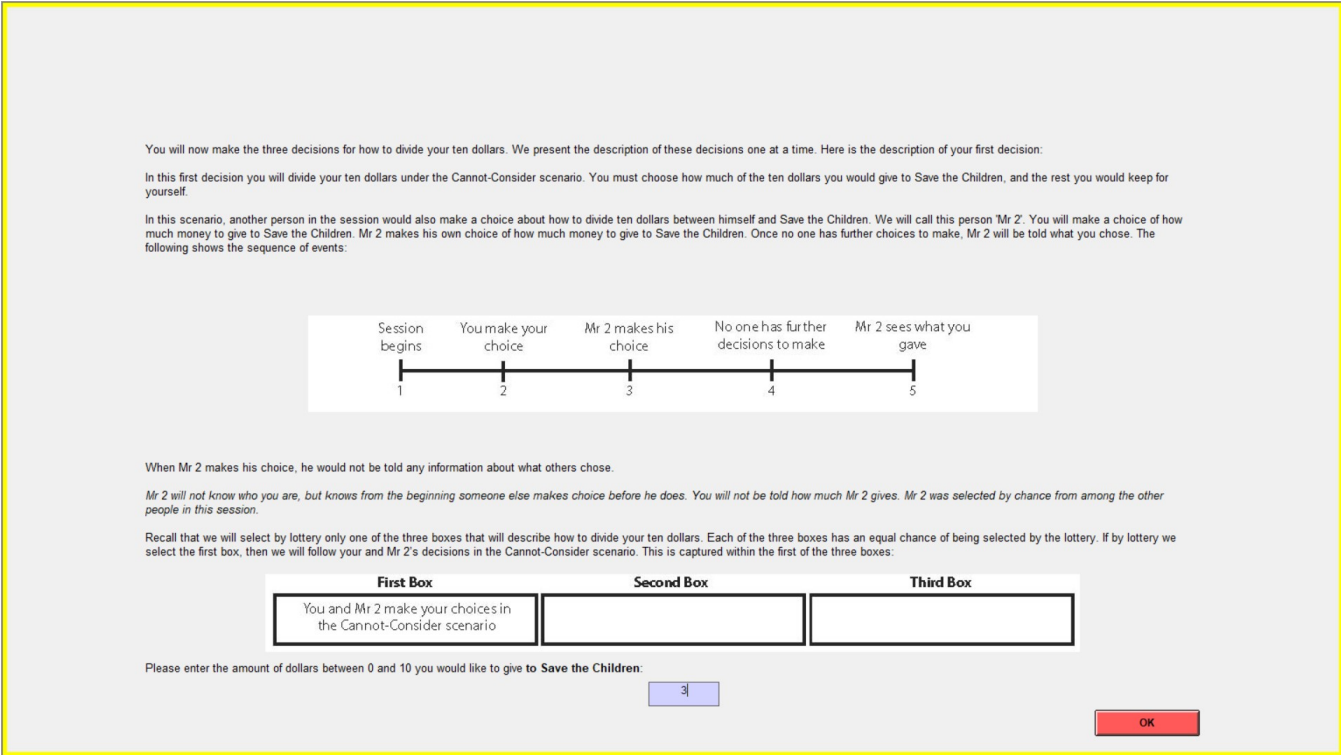 You will now make the three decisions for how to divide your ten dollars. We present the description of these decisions one at a time. Here is the description of your first decision:
In this first decision you will divide your ten dollars under the Cannot-Consider scenario. You must choose how much of the ten dollars you would give to Save the Children, and the rest you would keep for
yourself.
In this scenario, another person in the session would also make a choice about how to divide ten dollars between himself and Save the Children. We will call this person 'Mr 2'. You will make a choice of how
much money to give to Save the Children. Mr 2 makes his own choice of how much money to give to Save the Children. Once no one has further choices to make, Mr 2 will be told what you chose. The
following shows the sequence of events:
Session You make your Mr 2 makes his No one has further Mr 2 sees what you
begins choice choice decisions to make gave
1 2 3 4 5
When Mr 2 makes his choice, he would not be told any information about what others chose.
Mr 2 will not know who you are, but knows from the beginning someone else makes choice before he does. You will not be told how much Mr 2 gives. Mr 2 was selected by chance from among the other
people in this session.
Recall that we will select by lottery only one of the three boxes that will describe how to divide your ten dollars. Each of the three boxes has an equal chance of being selected by the lottery. If by lottery we
select the first box, then we will follow your and Mr 2's decisions in the Cannot-Consider scenario. This is captured within the first of the three boxes:
First Box Second Box Third Box
You and Mr 2 make your choices in
the Cannot-Consider scenario
Please enter the amount of dollars between 0 and 10 you would like to give to Save the Children:
3
OK